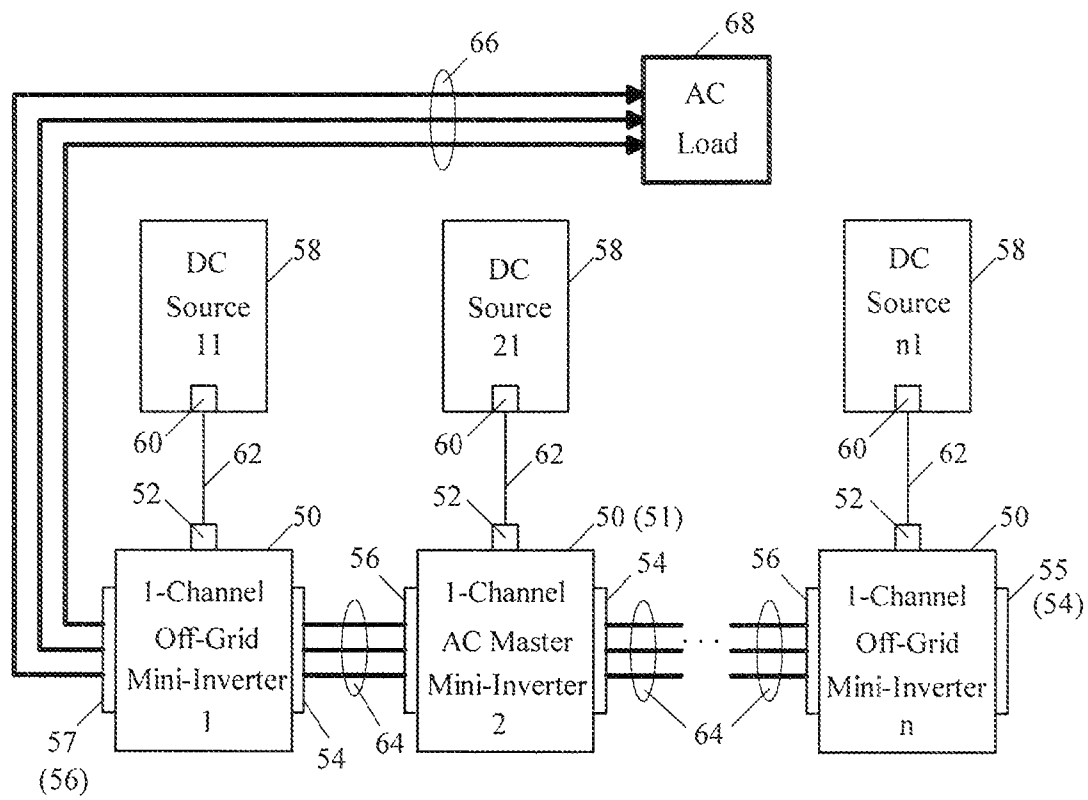 66
68
AC
Load
DC
Source
11
58
DC
Source
21
58
DC
Source
n1
58
60
62
60
62
60
62
52
50
52
50 (51)
52
50
1-Channel
Off-Grid
Mini-Inverter
1
56
1-Channel
AC Master
Mini-Inverter
2
54
. . .
56
1-Channel
Off-Grid
Mini-Inverter
n
55
(54)
57
(56)
54
64
64